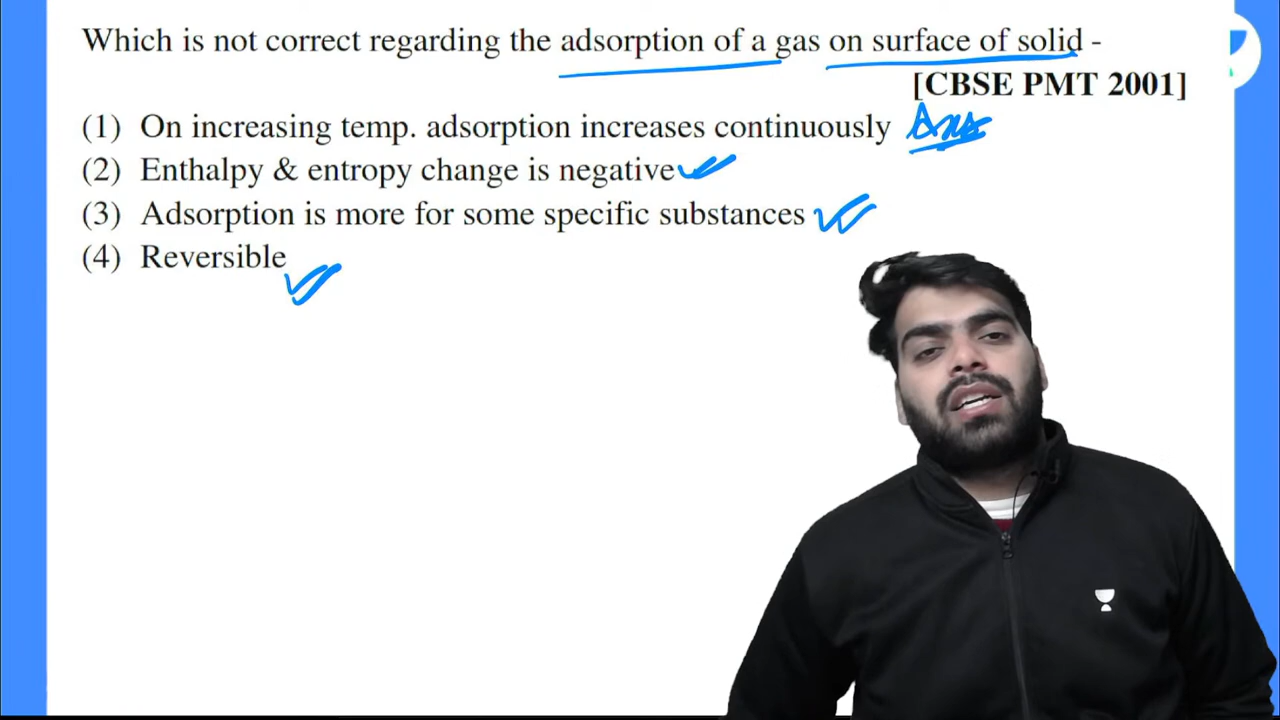 Which is not correct regarding the adsorption of a gas on surface of solid -
[CBSE PMT 2001]
(1) On increasing temp. adsorption increases continuously Ans
(2) Enthalpy & entropy change is negative
(3) Adsorption is more for some specific substances
(4) Reversible